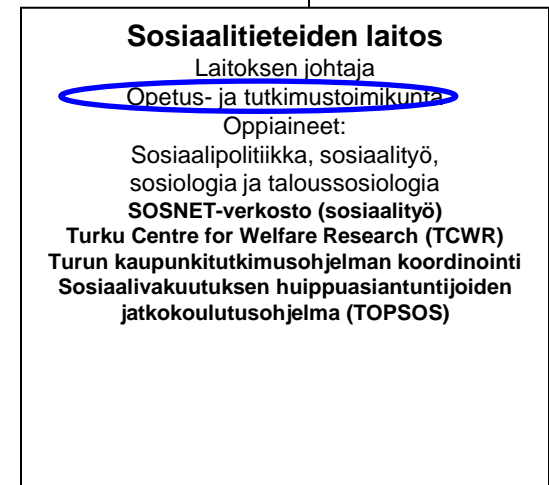 Sosiaalitieteiden laitos
Laitoksen johtaja
Opetus- ja tutkimustoimikunta
Oppiaineet:
Sosiaalipolitiikka, sosiaalityö,
sosiologia ja taloussosiologia
SOSNET-verkosto (sosiaalityö)
Turku Centre for Welfare Research (TCWR)
Turun kaupunkitutkimusohjelman koordinointi
Sosiaalivakuutuksen huippuasiantuntijoiden
jatkokoulutusohjelma (TOPSOS)